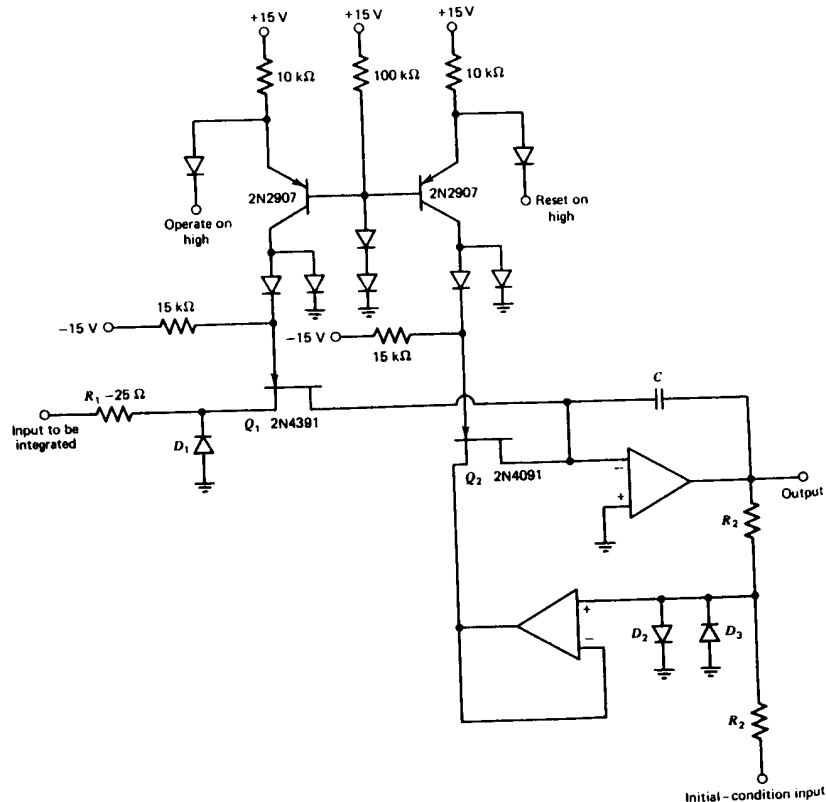 +15 V
+15 V
+15 V
10 kΩ
100 kΩ
10 kΩ
2N2907
2N2907
Operate on
high
Reset on
high
15 kΩ
−15 V
−15 V
15 kΩ
R1 −25 Ω
Input to be
integrated
D1
Q1 2N4391
C
Q2 2N4091
−
+
Output
R2
+
−
D2
D3
R2
Initial-condition input